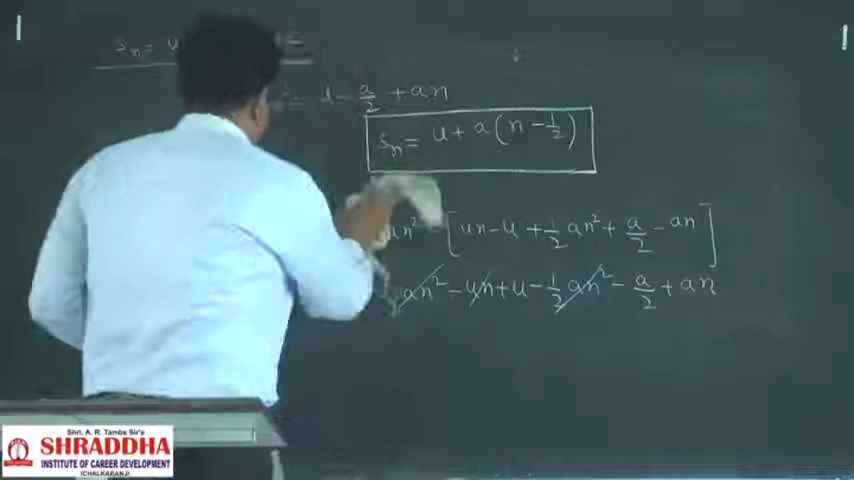 Sₙ = u
u - a/2 + an
Sₙ = u + a(n - 1/2)
an² [un - u + 1/2 an² + a/2 - an]
an² - un + u - 1/2 an² - a/2 + an
Shri. A. R. Tambe Sir's
SHRADDHA
INSTITUTE OF CAREER DEVELOPMENT
ICHALKARANJI